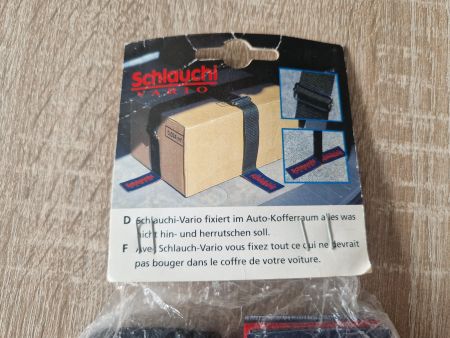 Schlauchi
VARIO
D Schlauchi-Vario fixiert im Auto-Kofferraum alles was
nicht hin- und herrutschen soll.
F Avec Schlauch-Vario vous fixez tout ce qui ne devrait
pas bouger dans le coffre de votre voiture.